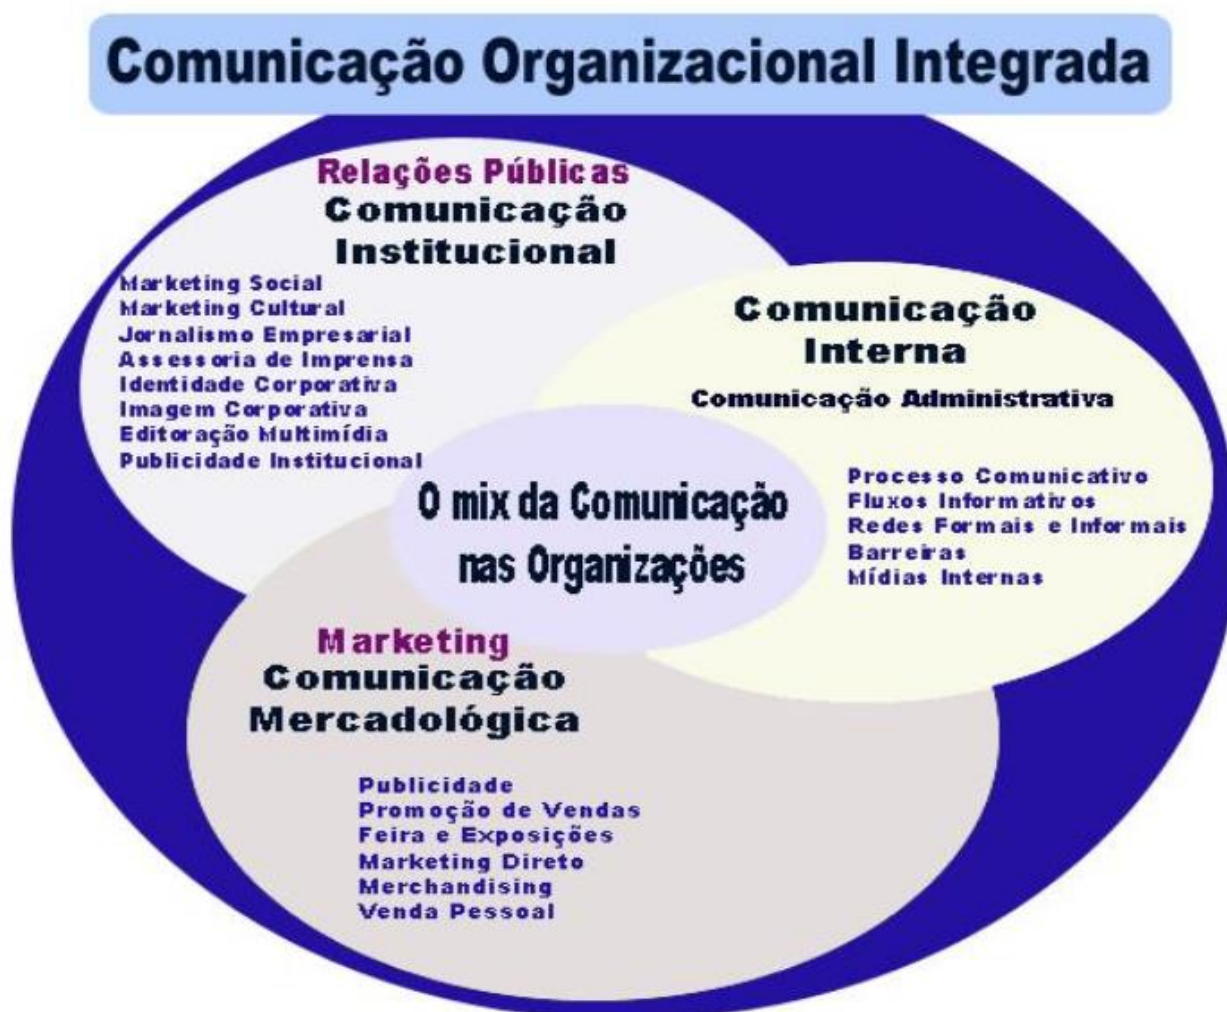 Comunicação Organizacional Integrada
Relações Públicas
Comunicação
Institucional
Marketing Social
Marketing Cultural
Jornalismo Empresarial
Assessoria de Imprensa
Identidade Corporativa
Imagem Corporativa
Editoração Multimídia
Publicidade Institucional
Comunicação
Interna
Comunicação Administrativa
Processo Comunicativo
Fluxos Informativos
Redes Formais e Informais
Barreiras
Mídias Internas
O mix da Comunicação
nas Organizações
Marketing
Comunicação
Mercadológica
Publicidade
Promoção de Vendas
Feira e Exposições
Marketing Direto
Merchandising
Venda Pessoal